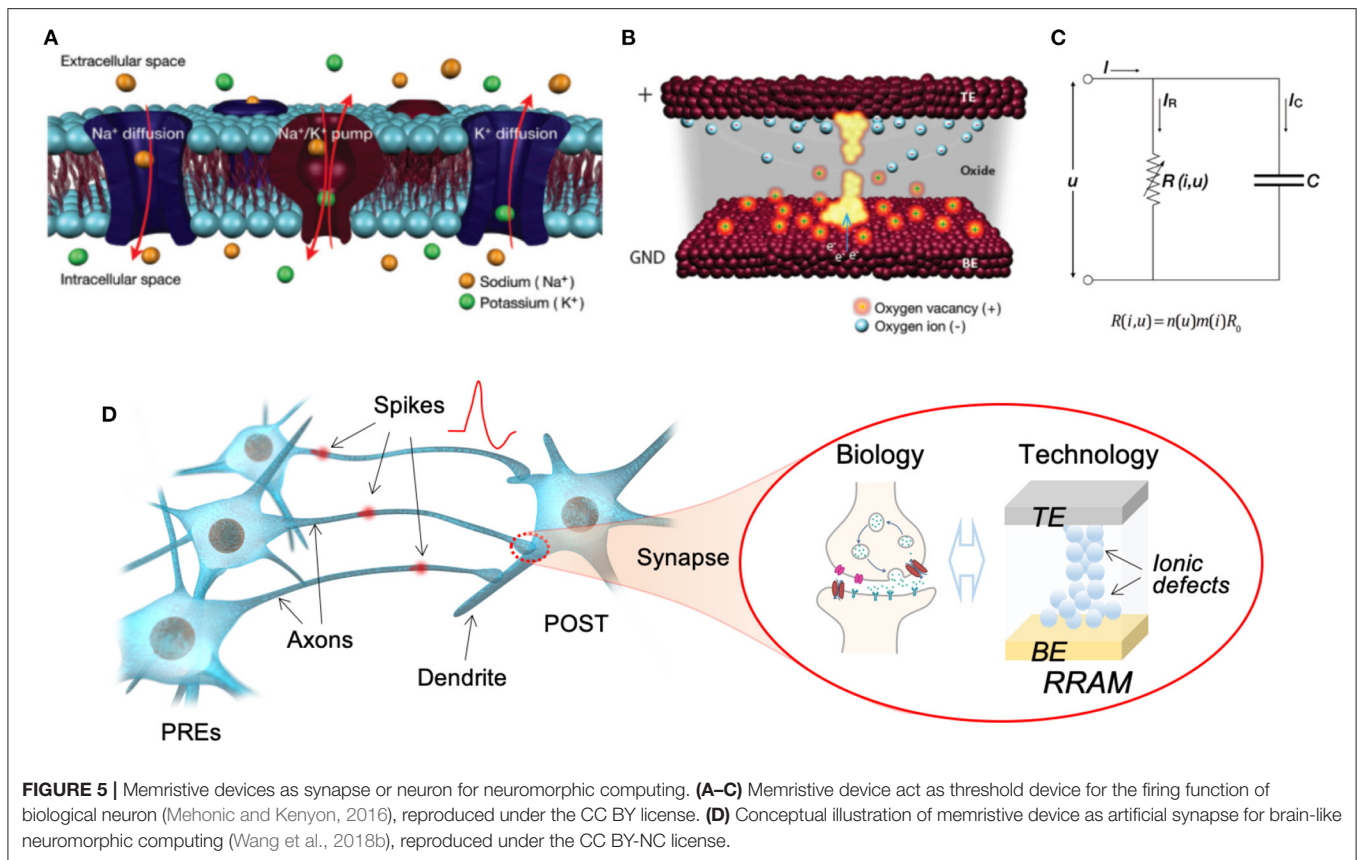 A
Extracellular space
Na⁺ diffusion
Na⁺/K⁺ pump
K⁺ diffusion
Intracellular space
Sodium (Na⁺)
Potassium (K⁺)
B
+
TE
Oxide
GND
e⁻ e⁻
e⁻
BE
Oxygen vacancy (+)
Oxygen ion (-)
C
I
I_R
I_C
u
R(i,u)
C
R(i,u)=n(u)m(i)R₀
D
Spikes
Axons
Dendrite
PREs
POST
Synapse
Biology
Technology
TE
Ionic
defects
BE
RRAM
FIGURE 5 | Memristive devices as synapse or neuron for neuromorphic computing. (A–C) Memristive device act as threshold device for the firing function of
biological neuron (Mehonic and Kenyon, 2016), reproduced under the CC BY license. (D) Conceptual illustration of memristive device as artificial synapse for brain-like
neuromorphic computing (Wang et al., 2018b), reproduced under the CC BY-NC license.